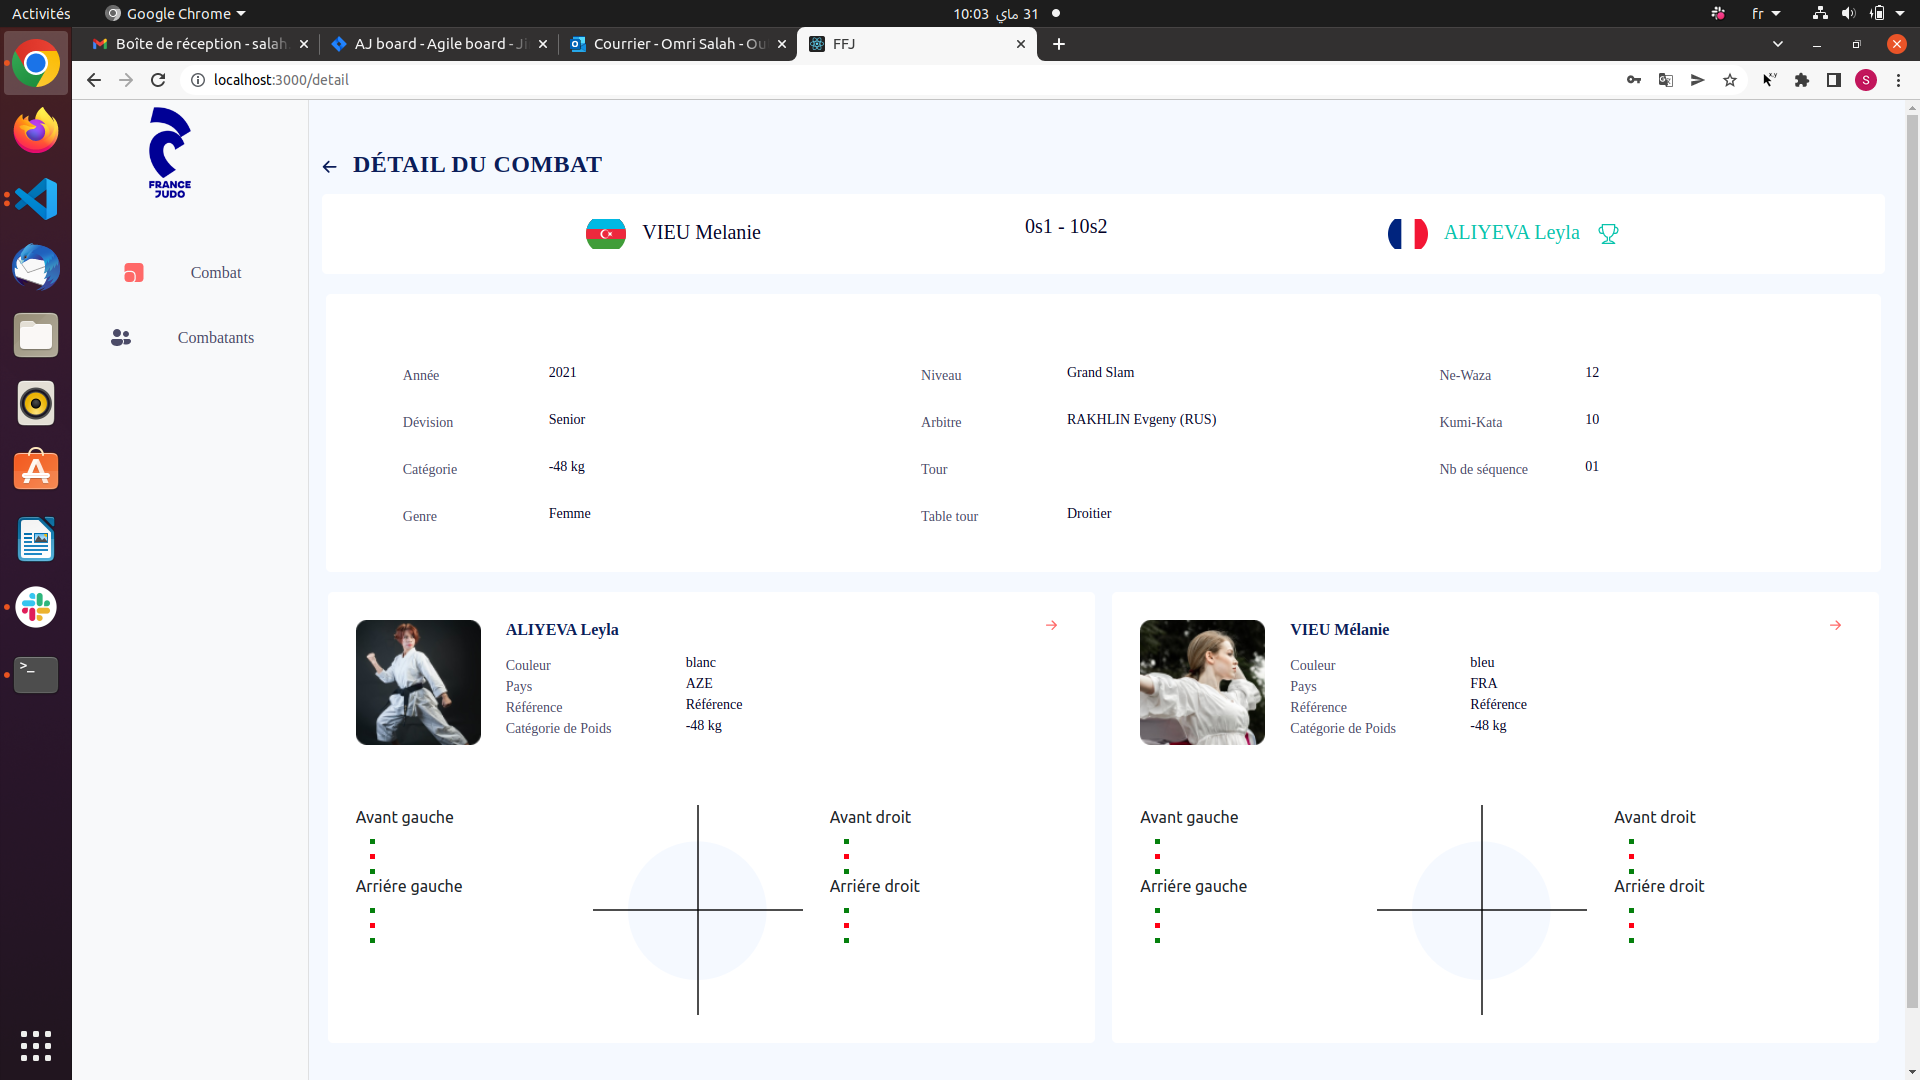 Activités
Google Chrome
10:03 ماي 31
fr
Boîte de réception - salah
AJ board - Agile board - Ji
Courrier - Omri Salah - Ou
FFJ
localhost:3000/detail
S
FRANCE
JUDO
Combat
Combatants
DÉTAIL DU COMBAT
VIEU Melanie
0s1 - 10s2
ALIYEVA Leyla
Année
2021
Niveau
Grand Slam
Ne-Waza
12
Dévision
Senior
Arbitre
RAKHLIN Evgeny (RUS)
Kumi-Kata
10
Catégorie
-48 kg
Tour
Nb de séquence
01
Genre
Femme
Table tour
Droitier
ALIYEVA Leyla
Couleur
blanc
Pays
AZE
Référence
Référence
Catégorie de Poids
-48 kg
Avant gauche
Avant droit
Arriére gauche
Arriére droit
VIEU Mélanie
Couleur
bleu
Pays
FRA
Référence
Référence
Catégorie de Poids
-48 kg
Avant gauche
Avant droit
Arriére gauche
Arriére droit